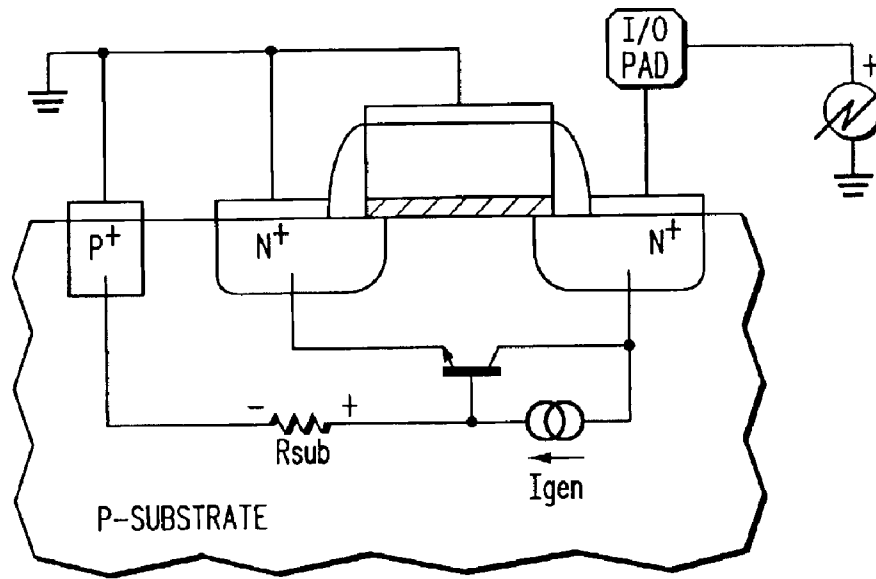 I/O
PAD
+
P+
N+
N+
- +
Rsub
Igen
P-SUBSTRATE